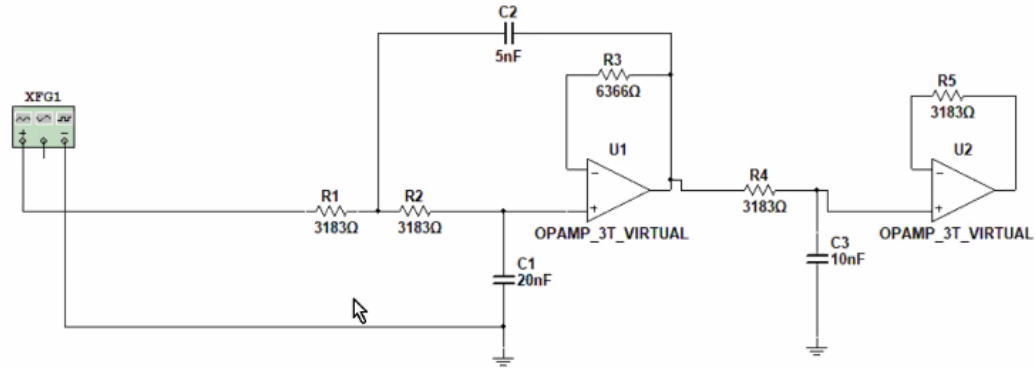 C2
5nF
R3
6366Ω
XFG1
R5
3183Ω
U1
U2
R1
3183Ω
R2
3183Ω
R4
3183Ω
OPAMP_3T_VIRTUAL
OPAMP_3T_VIRTUAL
C1
20nF
C3
10nF